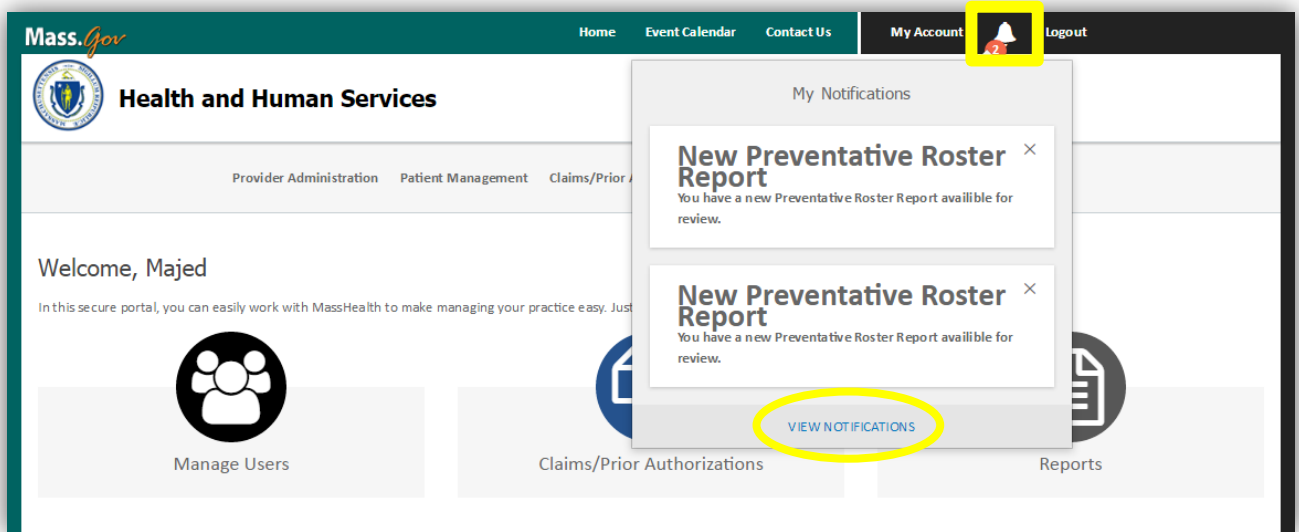 Mass.Gov
Home Event Calendar Contact Us My Account 2 Logout
Health and Human Services
My Notifications
New Preventative Roster
Report
You have a new Preventative Roster Report availible for
review.
Provider Administration Patient Management Claims/Prior
Welcome, Majed
In this secure portal, you can easily work with MassHealth to make managing your practice easy. Just
New Preventative Roster
Report
You have a new Preventative Roster Report availible for
review.
VIEW NOTIFICATIONS
Manage Users Claims/Prior Authorizations Reports